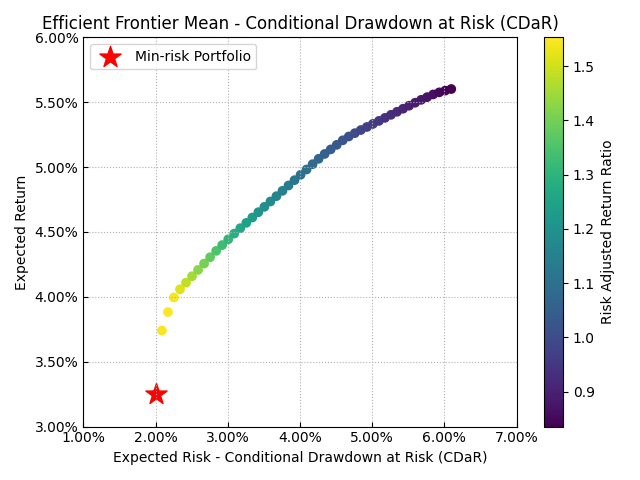 Efficient Frontier Mean - Conditional Drawdown at Risk (CDaR)
Min-risk Portfolio
Expected Return
6.00%
5.50%
5.00%
4.50%
4.00%
3.50%
3.00%
1.00% 2.00% 3.00% 4.00% 5.00% 6.00% 7.00%
Expected Risk - Conditional Drawdown at Risk (CDaR)
1.5
1.4
1.3
1.2
1.1
1.0
0.9
Risk Adjusted Return Ratio